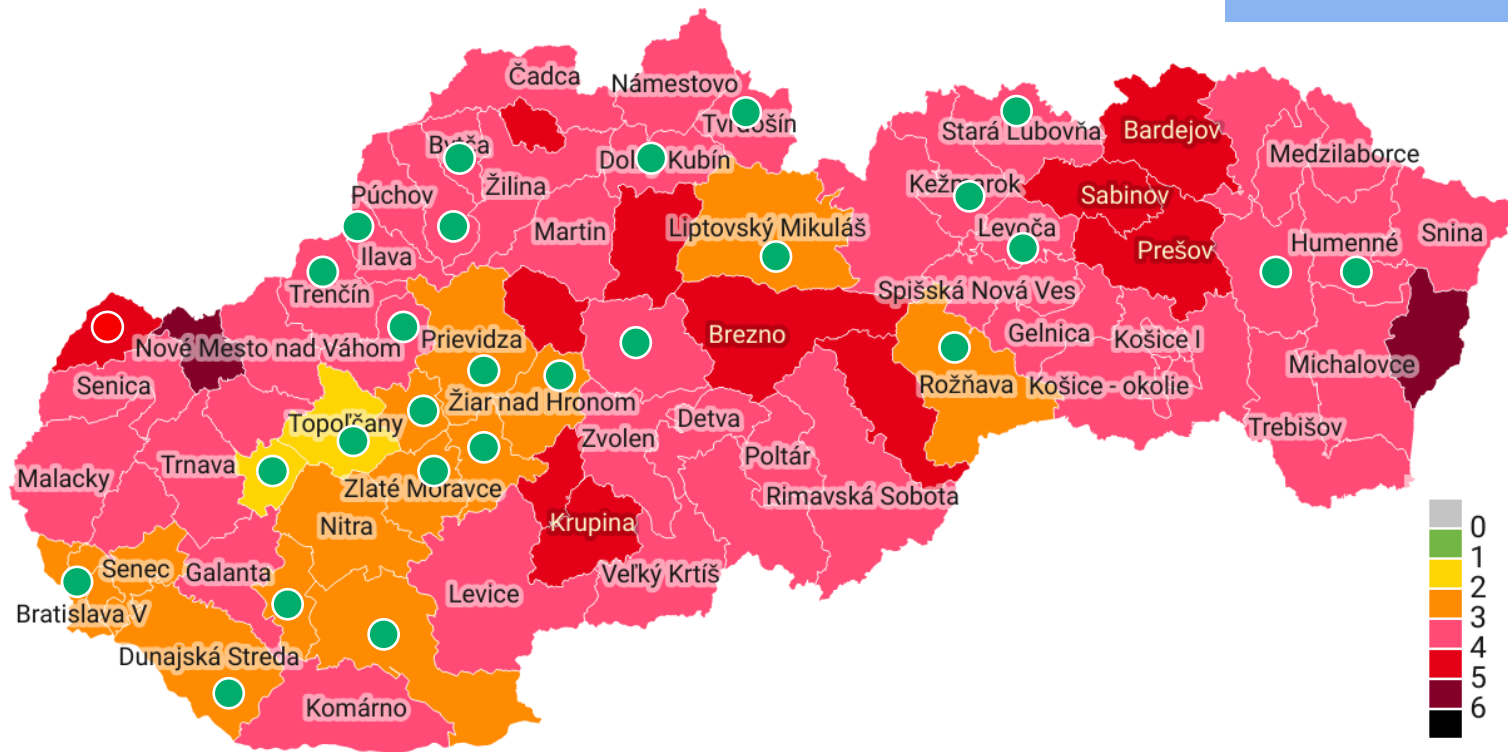 Čadca
Námestovo
Tvrdošín
Stará Ľubovňa
Bardejov
Bytča
Dolný Kubín
Medzilaborce
Púchov
Žilina
Kežmarok
Sabinov
Martin
Liptovský Mikuláš
Levoča
Ilava
Prešov
Humenné
Snina
Trenčín
Spišská Nová Ves
Nové Mesto nad Váhom
Prievidza
Brezno
Gelnica
Košice I
Michalovce
Senica
Rožňava
Košice - okolie
Žiar nad Hronom
Topoľčany
Detva
Zvolen
Trebišov
Poltár
Malacky
Trnava
Zlaté Moravce
Rimavská Sobota
Nitra
Krupina
Senec
Galanta
Veľký Krtíš
Levice
Bratislava V
Dunajská Streda
Komárno
0
1
2
3
4
5
6